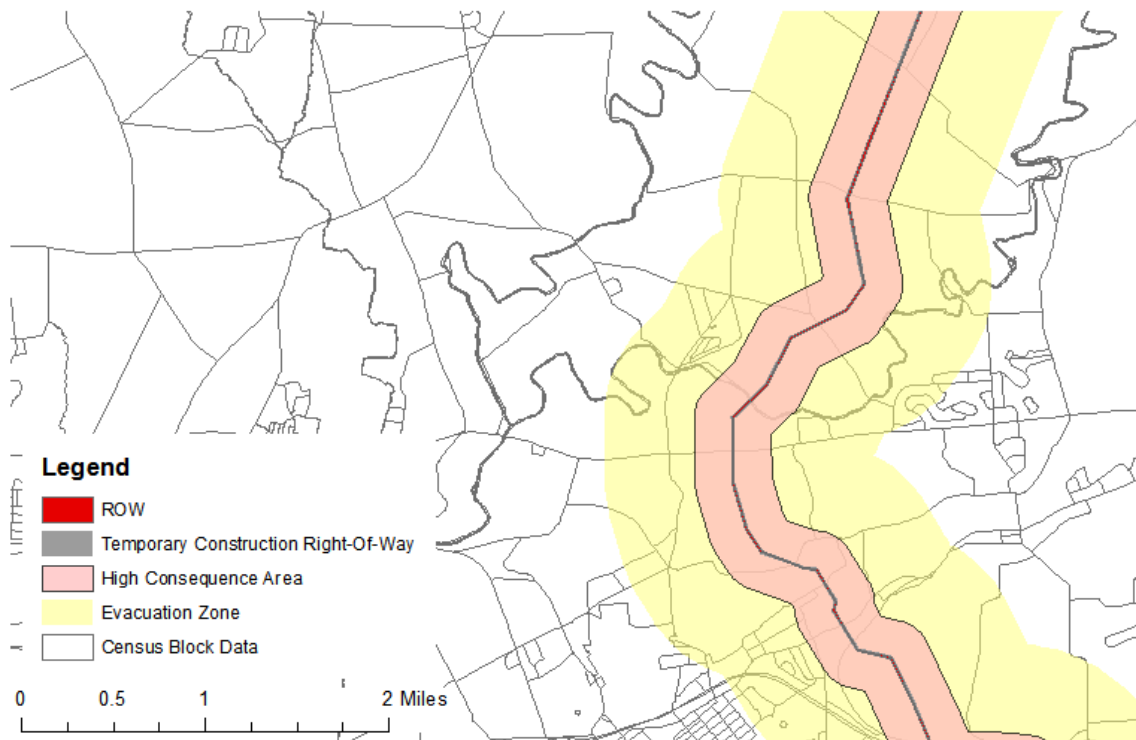 Legend
ROW
Temporary Construction Right-Of-Way
High Consequence Area
Evacuation Zone
Census Block Data
0 0.5 1 2 Miles